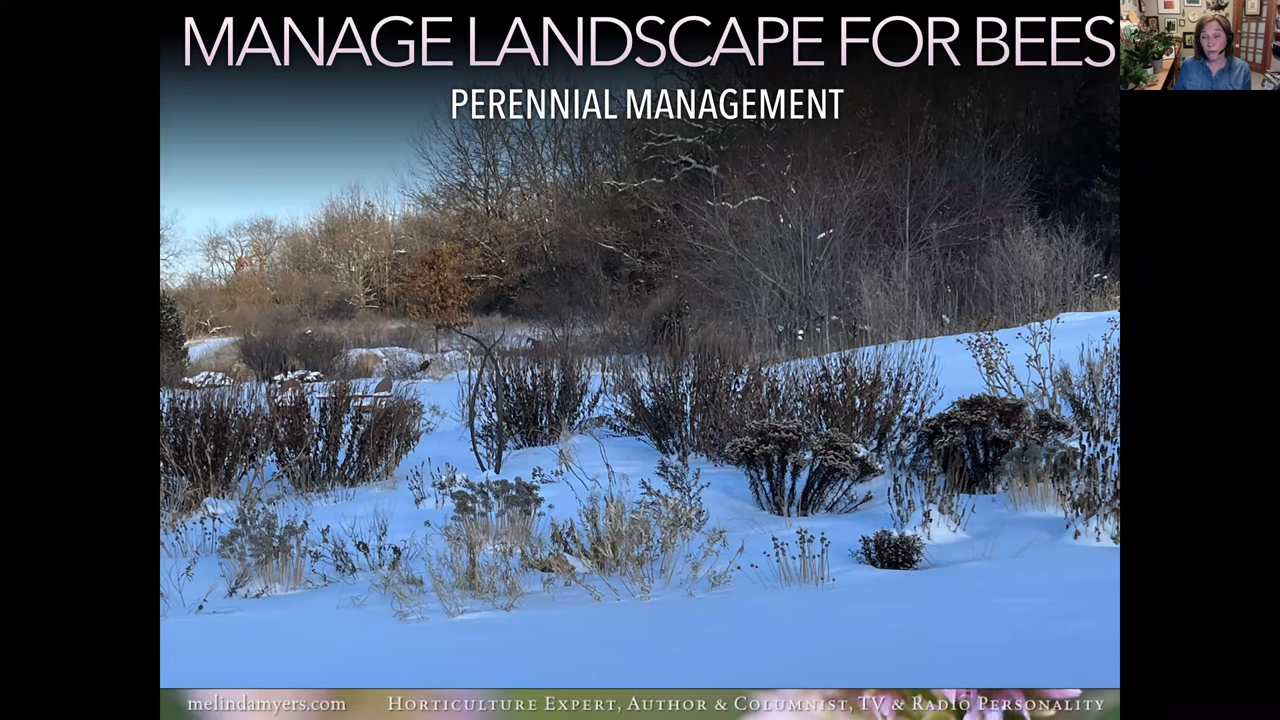 MANAGE LANDSCAPE FOR BEES
PERENNIAL MANAGEMENT
melindamyers.com Horticulture Expert, Author & Columnist, TV & Radio Personality